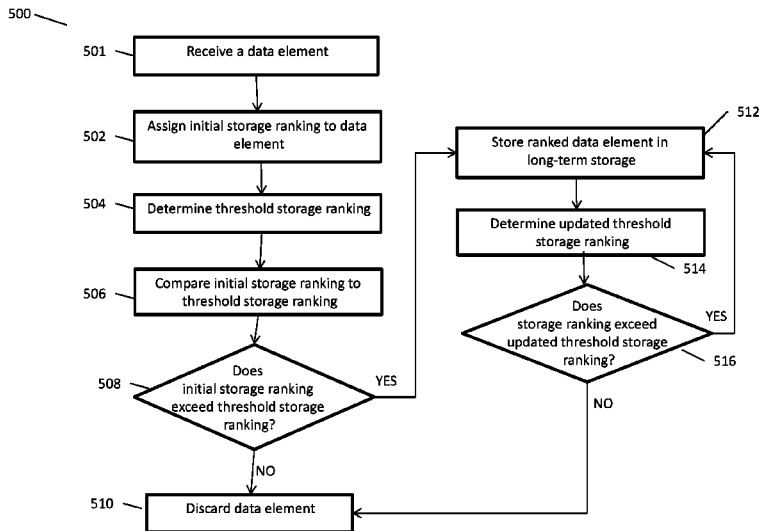 500
501
Receive a data element
502
Assign initial storage ranking to data
element
504
Determine threshold storage ranking
506
Compare initial storage ranking to
threshold storage ranking
508
Does
initial storage ranking
exceed threshold storage
ranking?
YES
NO
510
Discard data element
512
Store ranked data element in
long-term storage
Determine updated threshold
storage ranking
514
Does
storage ranking exceed
updated threshold storage
ranking?
YES
516
NO